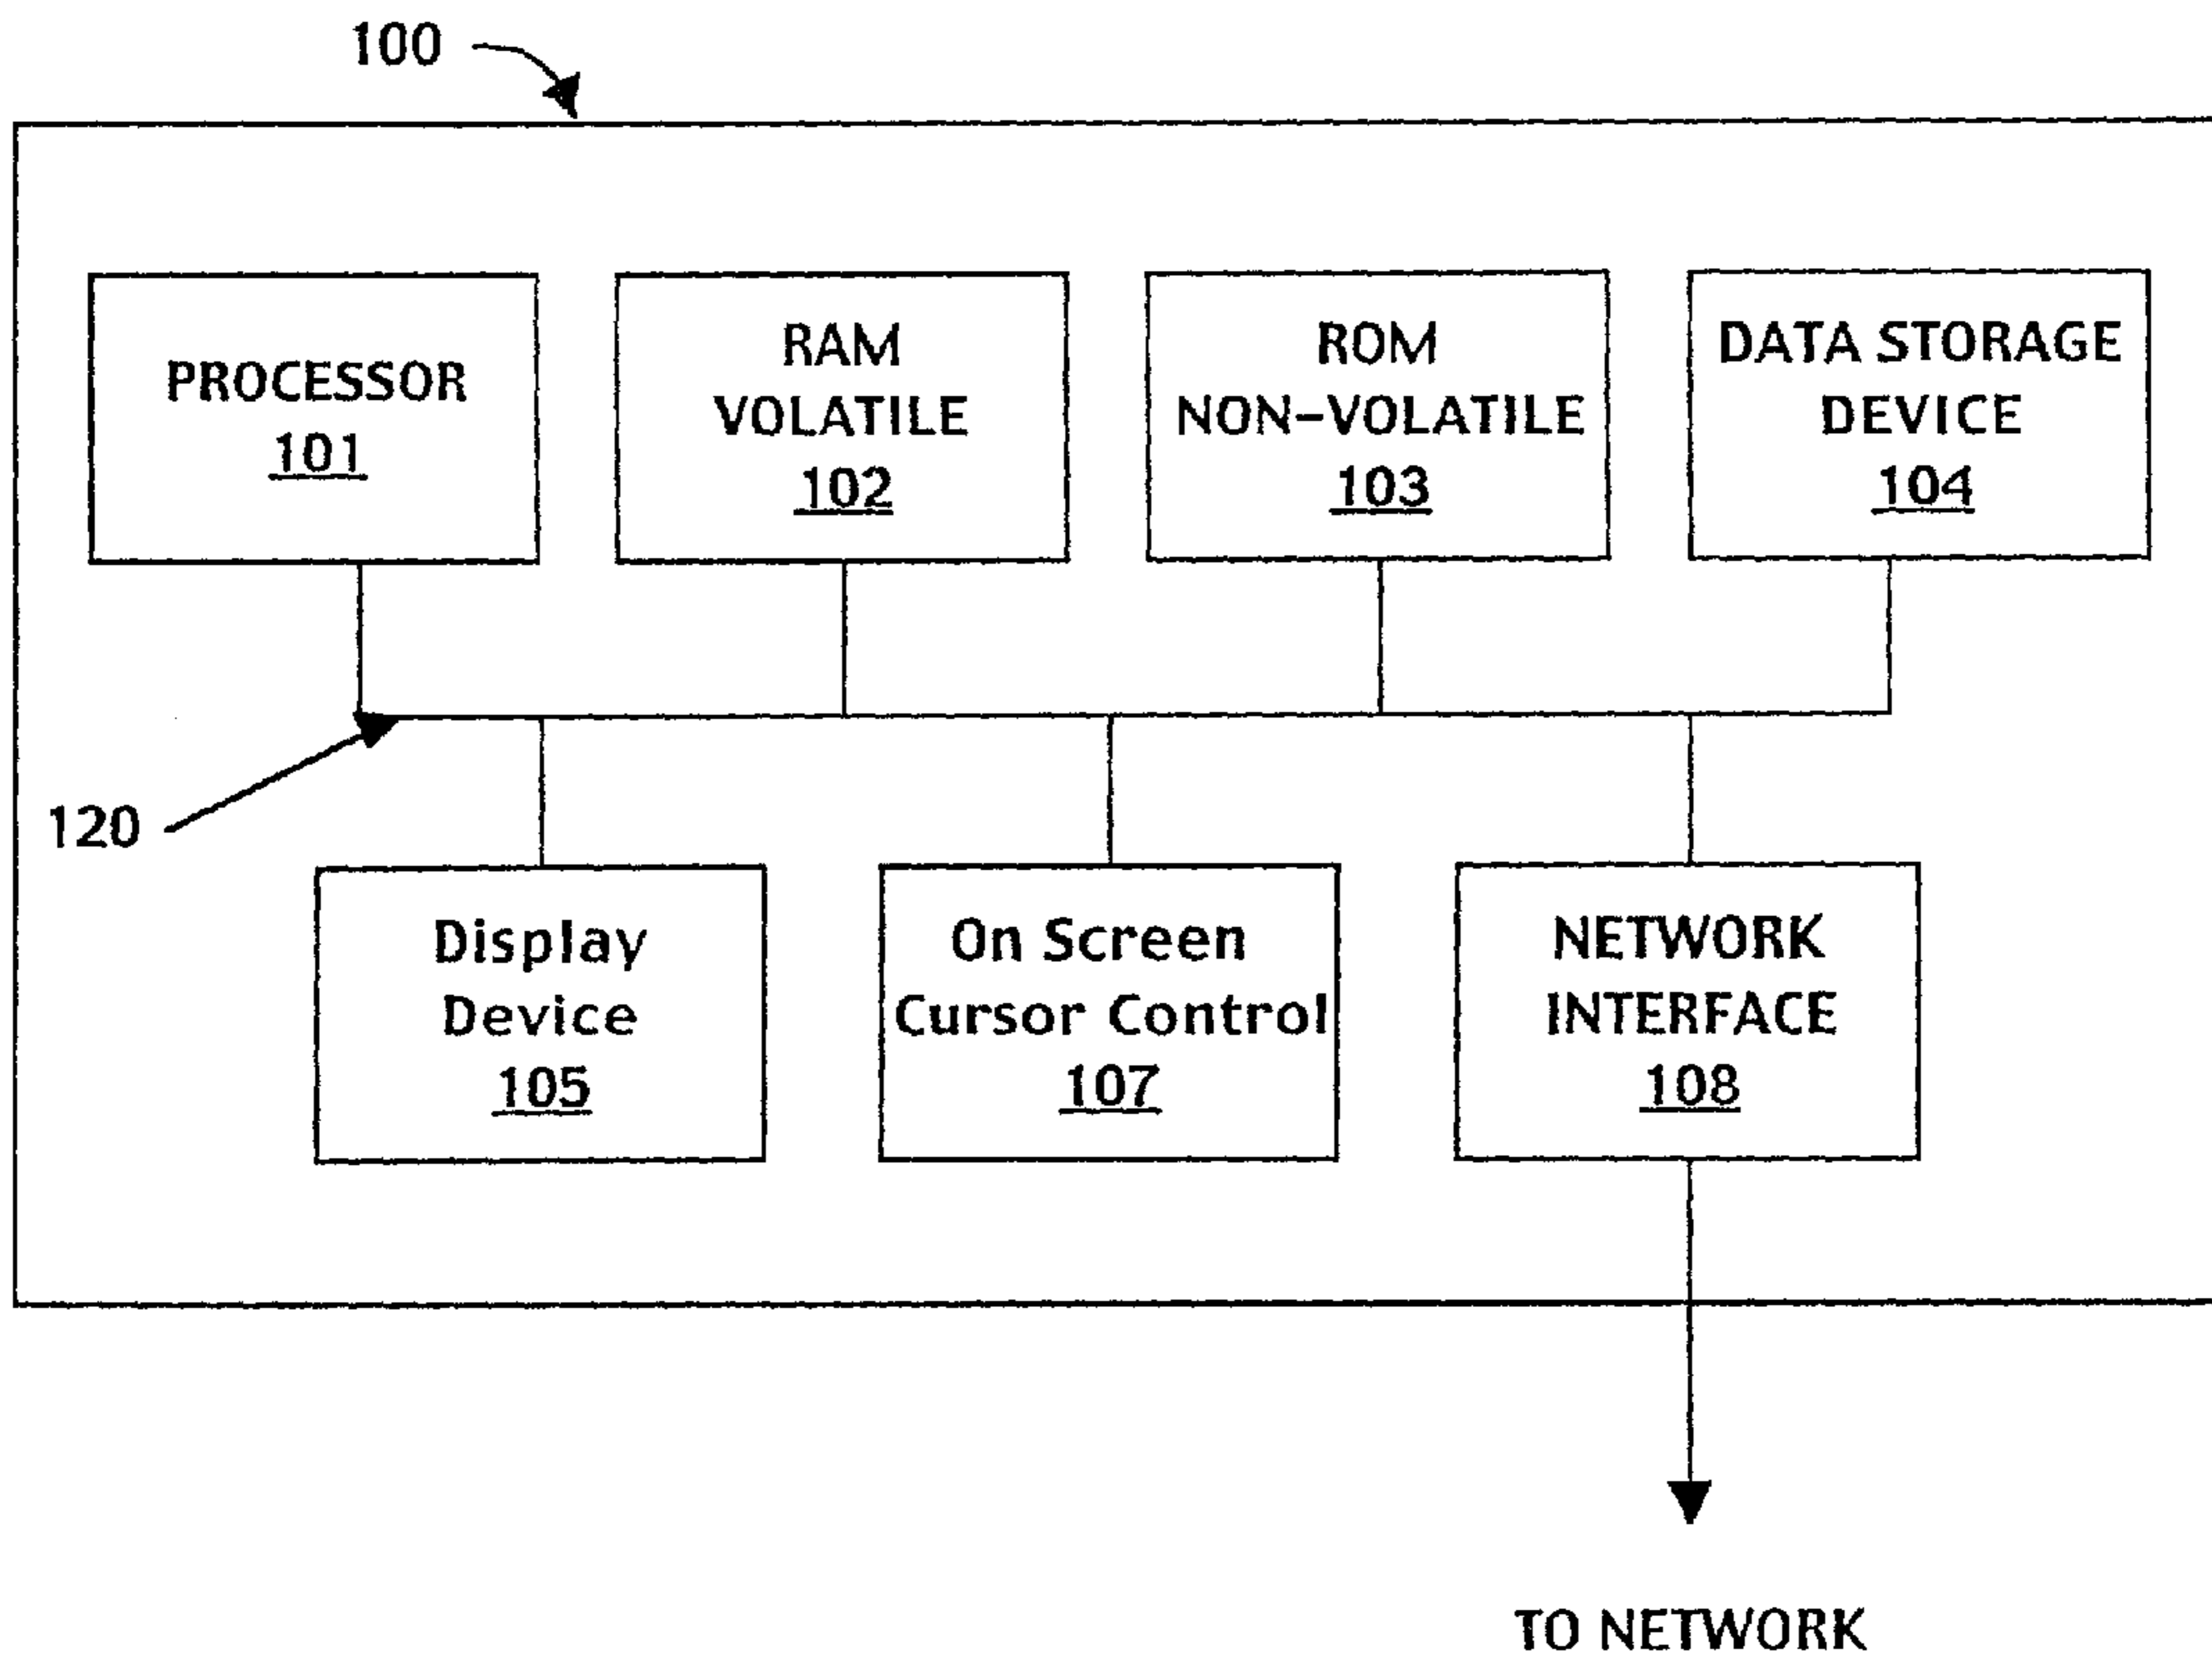 100
PROCESSOR
101
RAM
VOLATILE
102
ROM
NON-VOLATILE
103
DATA STORAGE
DEVICE
104
120
Display
Device
105
On Screen
Cursor Control
107
NETWORK
INTERFACE
108
TO NETWORK